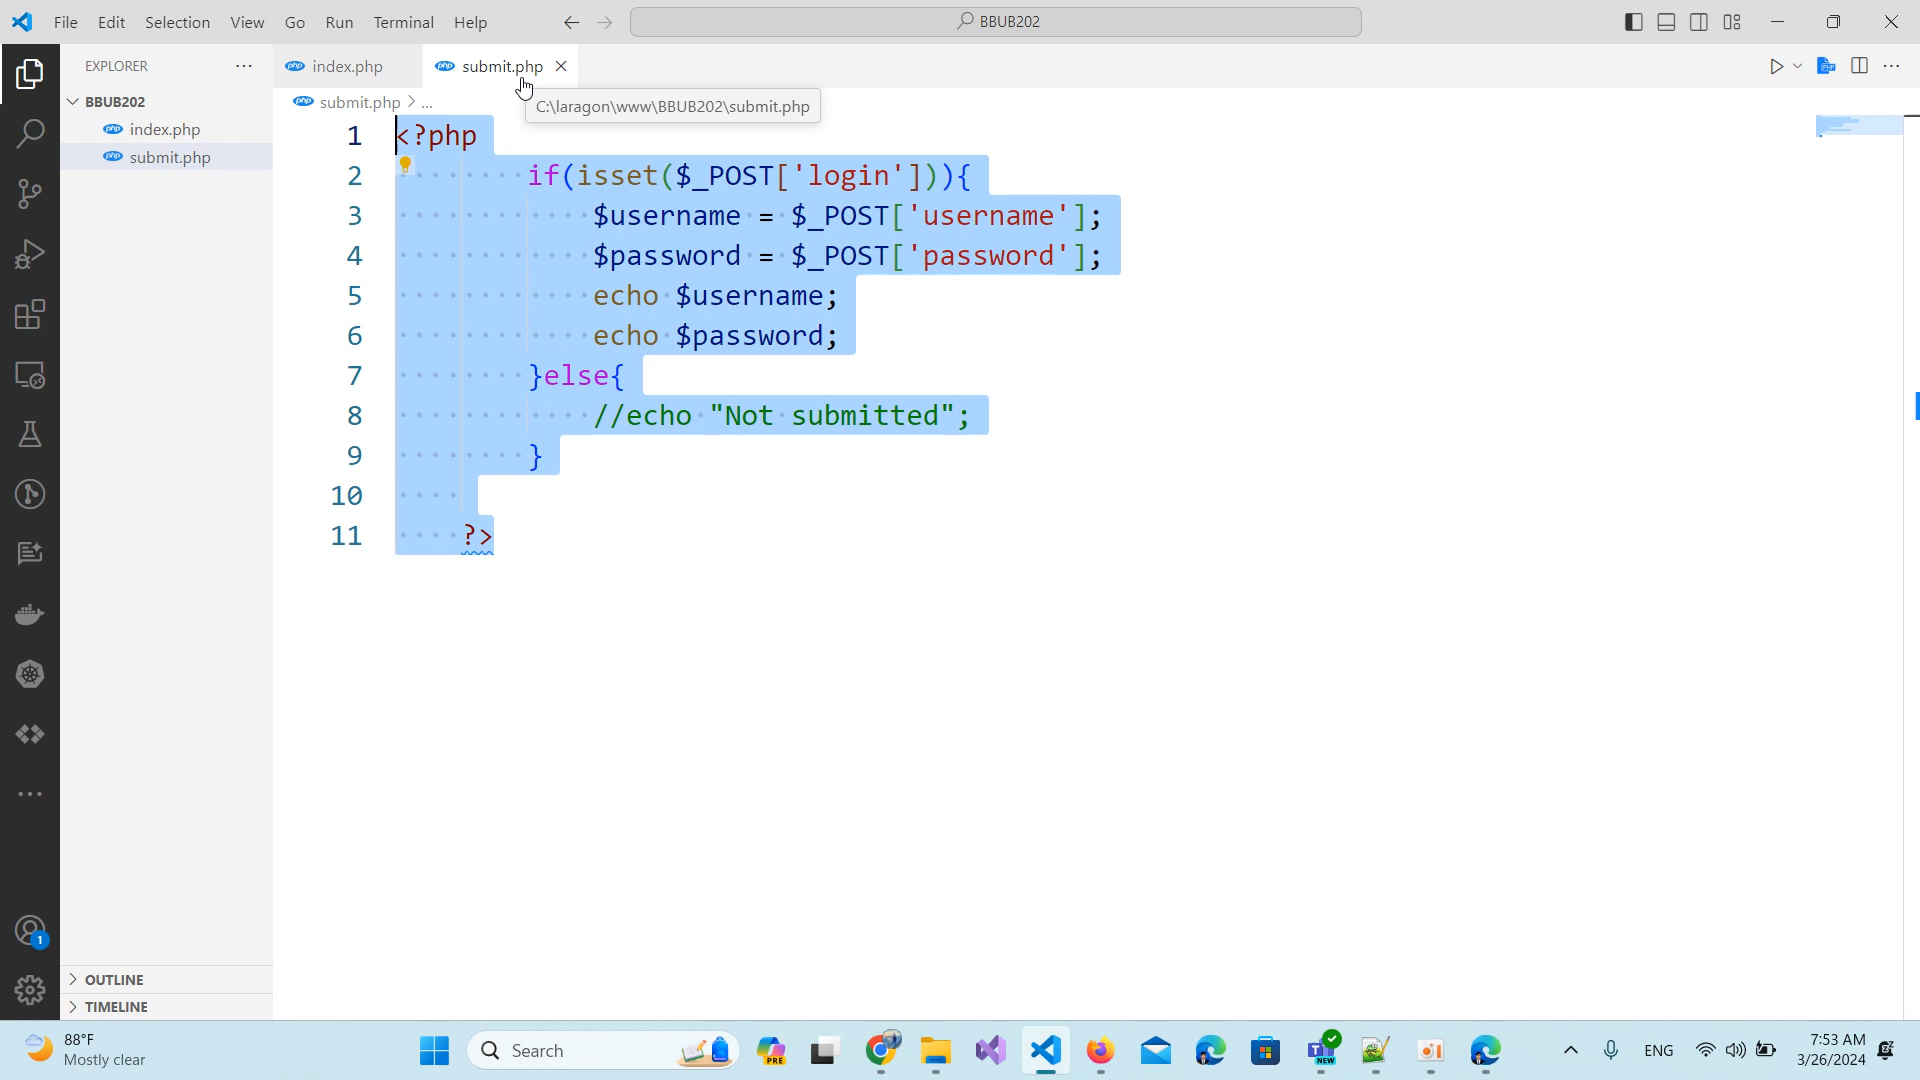 File Edit Selection View Go Run Terminal Help
BBUB202
EXPLORER
BBUB202
index.php
submit.php
OUTLINE
TIMELINE
index.php
submit.php
submit.php > ...
C:\laragon\www\BBUB202\submit.php
1 <?php
2 if(isset($_POST['login'])){
3 $username = $_POST['username'];
4 $password = $_POST['password'];
5 echo $username;
6 echo $password;
7 }else{
8 //echo "Not submitted";
9 }
10
11 ?>
1
88°F
Mostly clear
Search
PRE
NEW
ENG
7:53 AM
3/26/2024